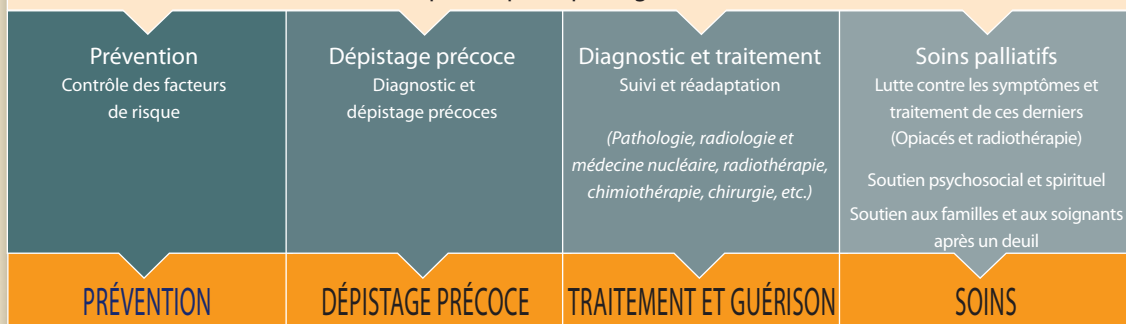 Prévention
Contrôle des facteurs
de risque
Dépistage précoce
Diagnostic et
dépistage précoces
Diagnostic et traitement
Suivi et réadaptation
(Pathologie, radiologie et
médecine nucléaire, radiothérapie,
chimiothérapie, chirurgie, etc.)
Soins palliatifs
Lutte contre les symptômes et
traitement de ces derniers
(Opiacés et radiothérapie)
Soutien psychosocial et spirituel
Soutien aux familles et aux soignants
après un deuil
PRÉVENTION
DÉPISTAGE PRÉCOCE
TRAITEMENT ET GUÉRISON
SOINS